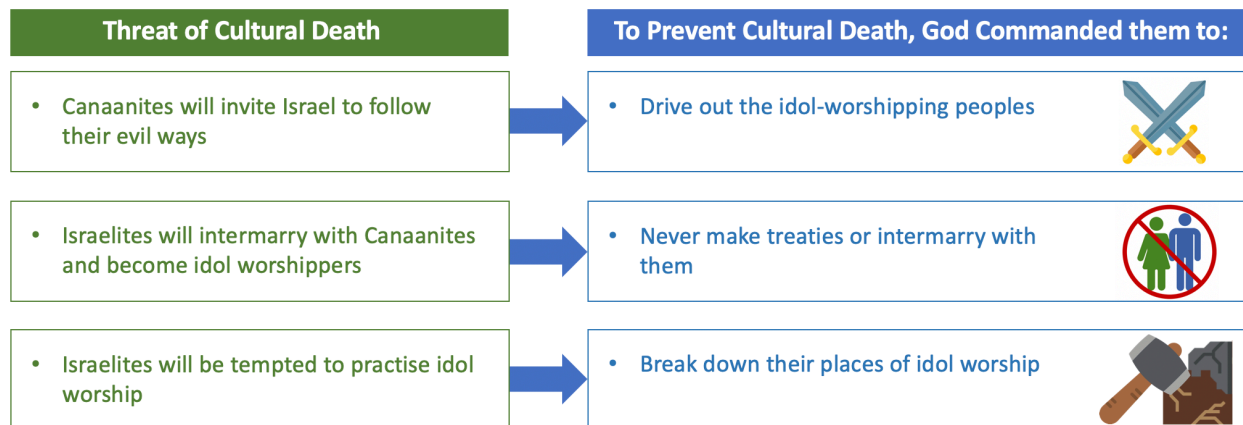 Threat of Cultural Death
To Prevent Cultural Death, God Commanded them to:
• Canaanites will invite Israel to follow
their evil ways
• Drive out the idol-worshipping peoples
• Israelites will intermarry with Canaanites
and become idol worshippers
• Never make treaties or intermarry with
them
• Israelites will be tempted to practise idol
worship
• Break down their places of idol worship